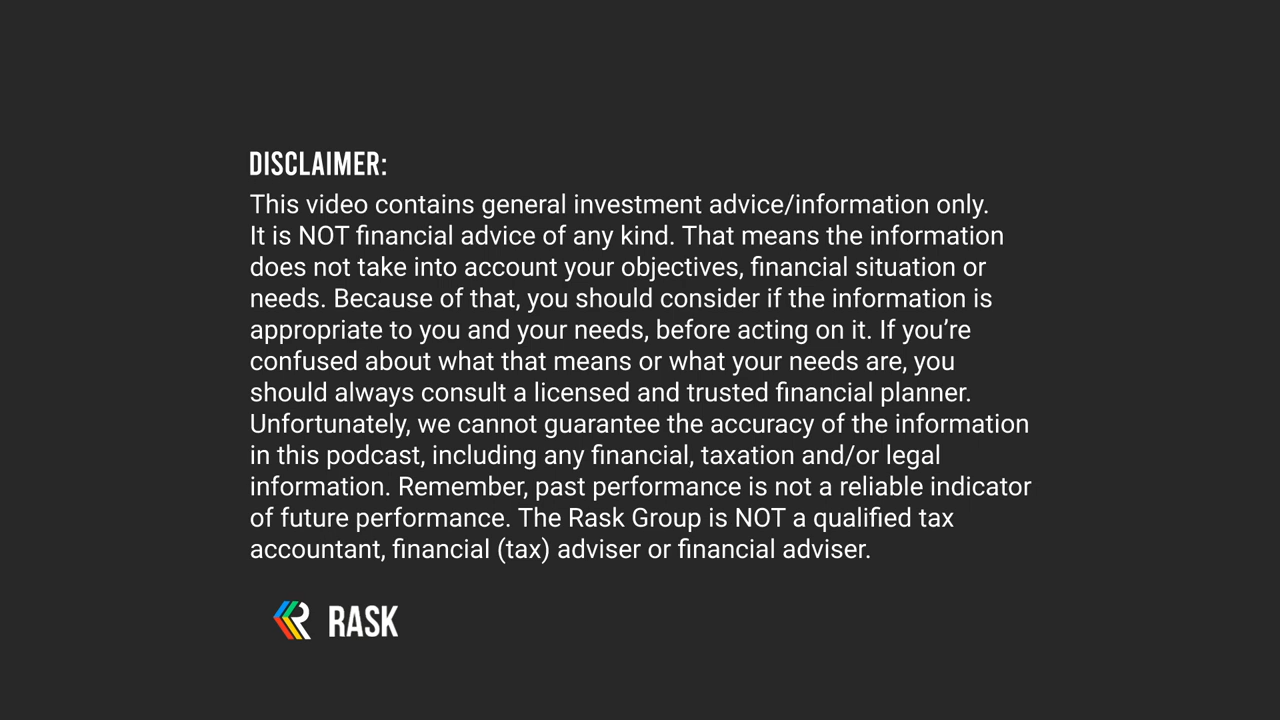 DISCLAIMER:
This video contains general investment advice/information only.
It is NOT financial advice of any kind. That means the information
does not take into account your objectives, financial situation or
needs. Because of that, you should consider if the information is
appropriate to you and your needs, before acting on it. If you’re
confused about what that means or what your needs are, you
should always consult a licensed and trusted financial planner.
Unfortunately, we cannot guarantee the accuracy of the information
in this podcast, including any financial, taxation and/or legal
information. Remember, past performance is not a reliable indicator
of future performance. The Rask Group is NOT a qualified tax
accountant, financial (tax) adviser or financial adviser.
RASK